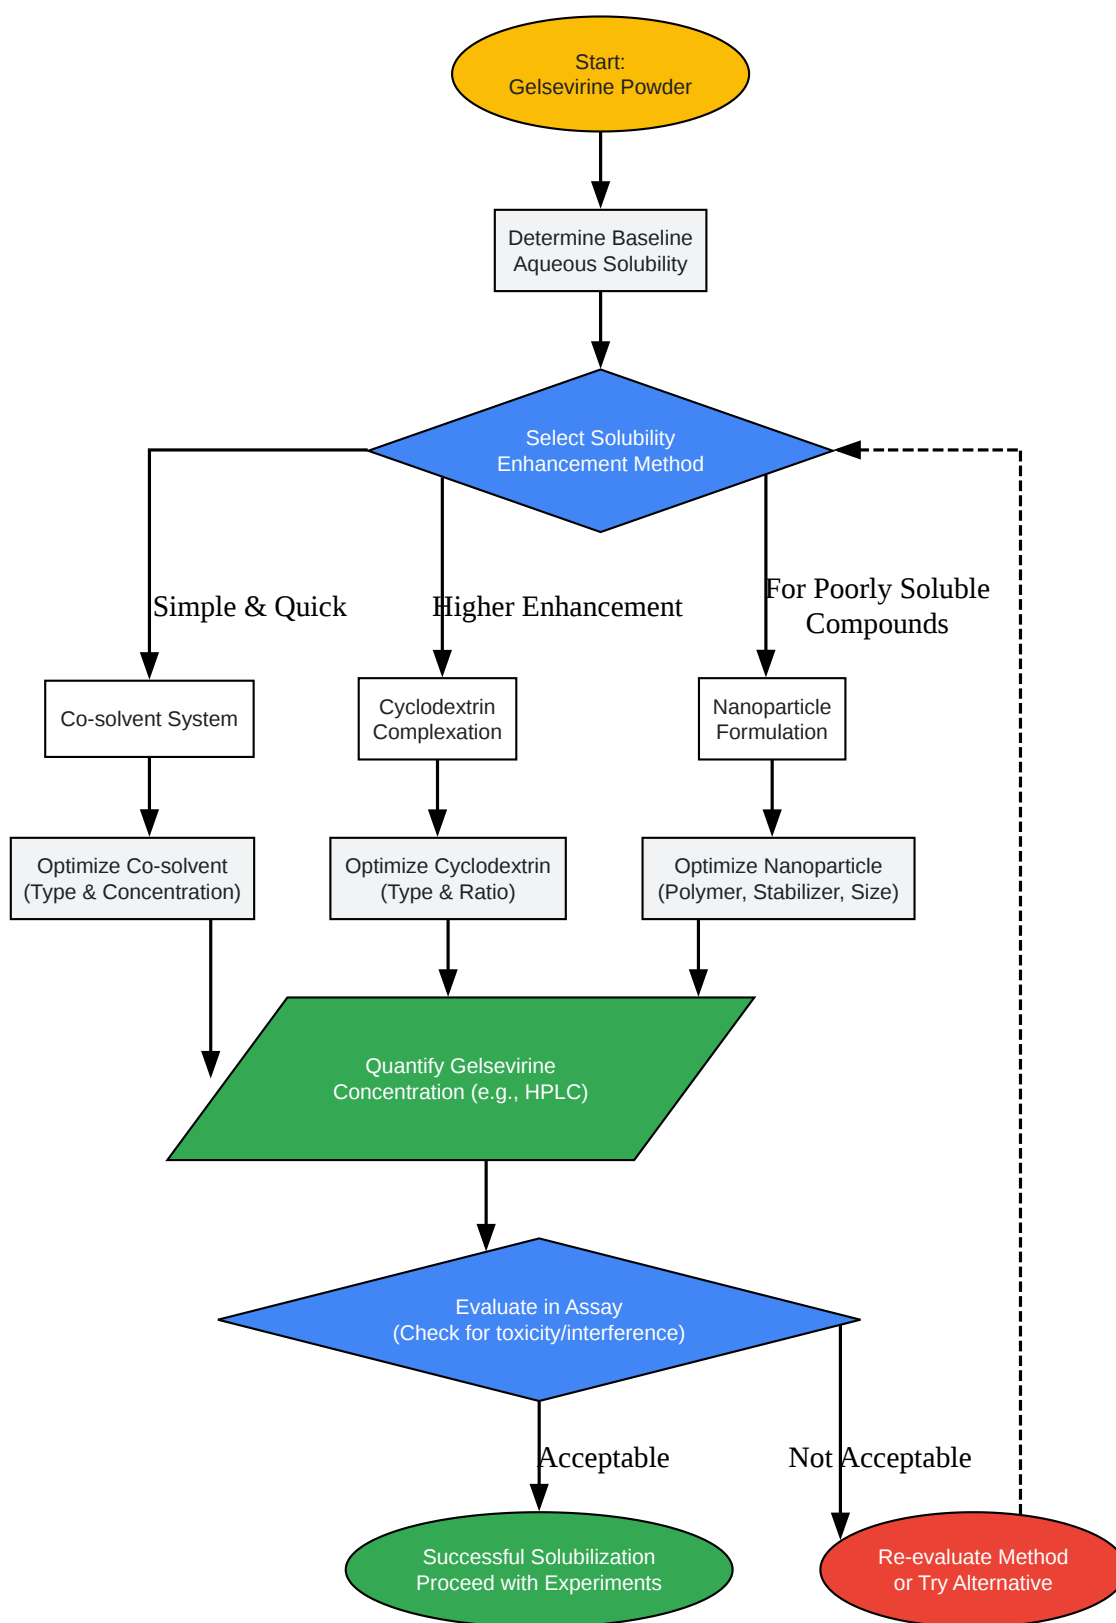 Start:
Gelsevirine Powder
Determine Baseline
Aqueous Solubility
Select Solubility
Enhancement Method
Simple & Quick
Higher Enhancement
For Poorly Soluble
Compounds
Co-solvent System
Cyclodextrin
Complexation
Nanoparticle
Formulation
Optimize Co-solvent
(Type & Concentration)
Optimize Cyclodextrin
(Type & Ratio)
Optimize Nanoparticle
(Polymer, Stabilizer, Size)
Quantify Gelsevirine
Concentration (e.g., HPLC)
Evaluate in Assay
(Check for toxicity/interference)
Acceptable
Not Acceptable
Successful Solubilization
Proceed with Experiments
Re-evaluate Method
or Try Alternative